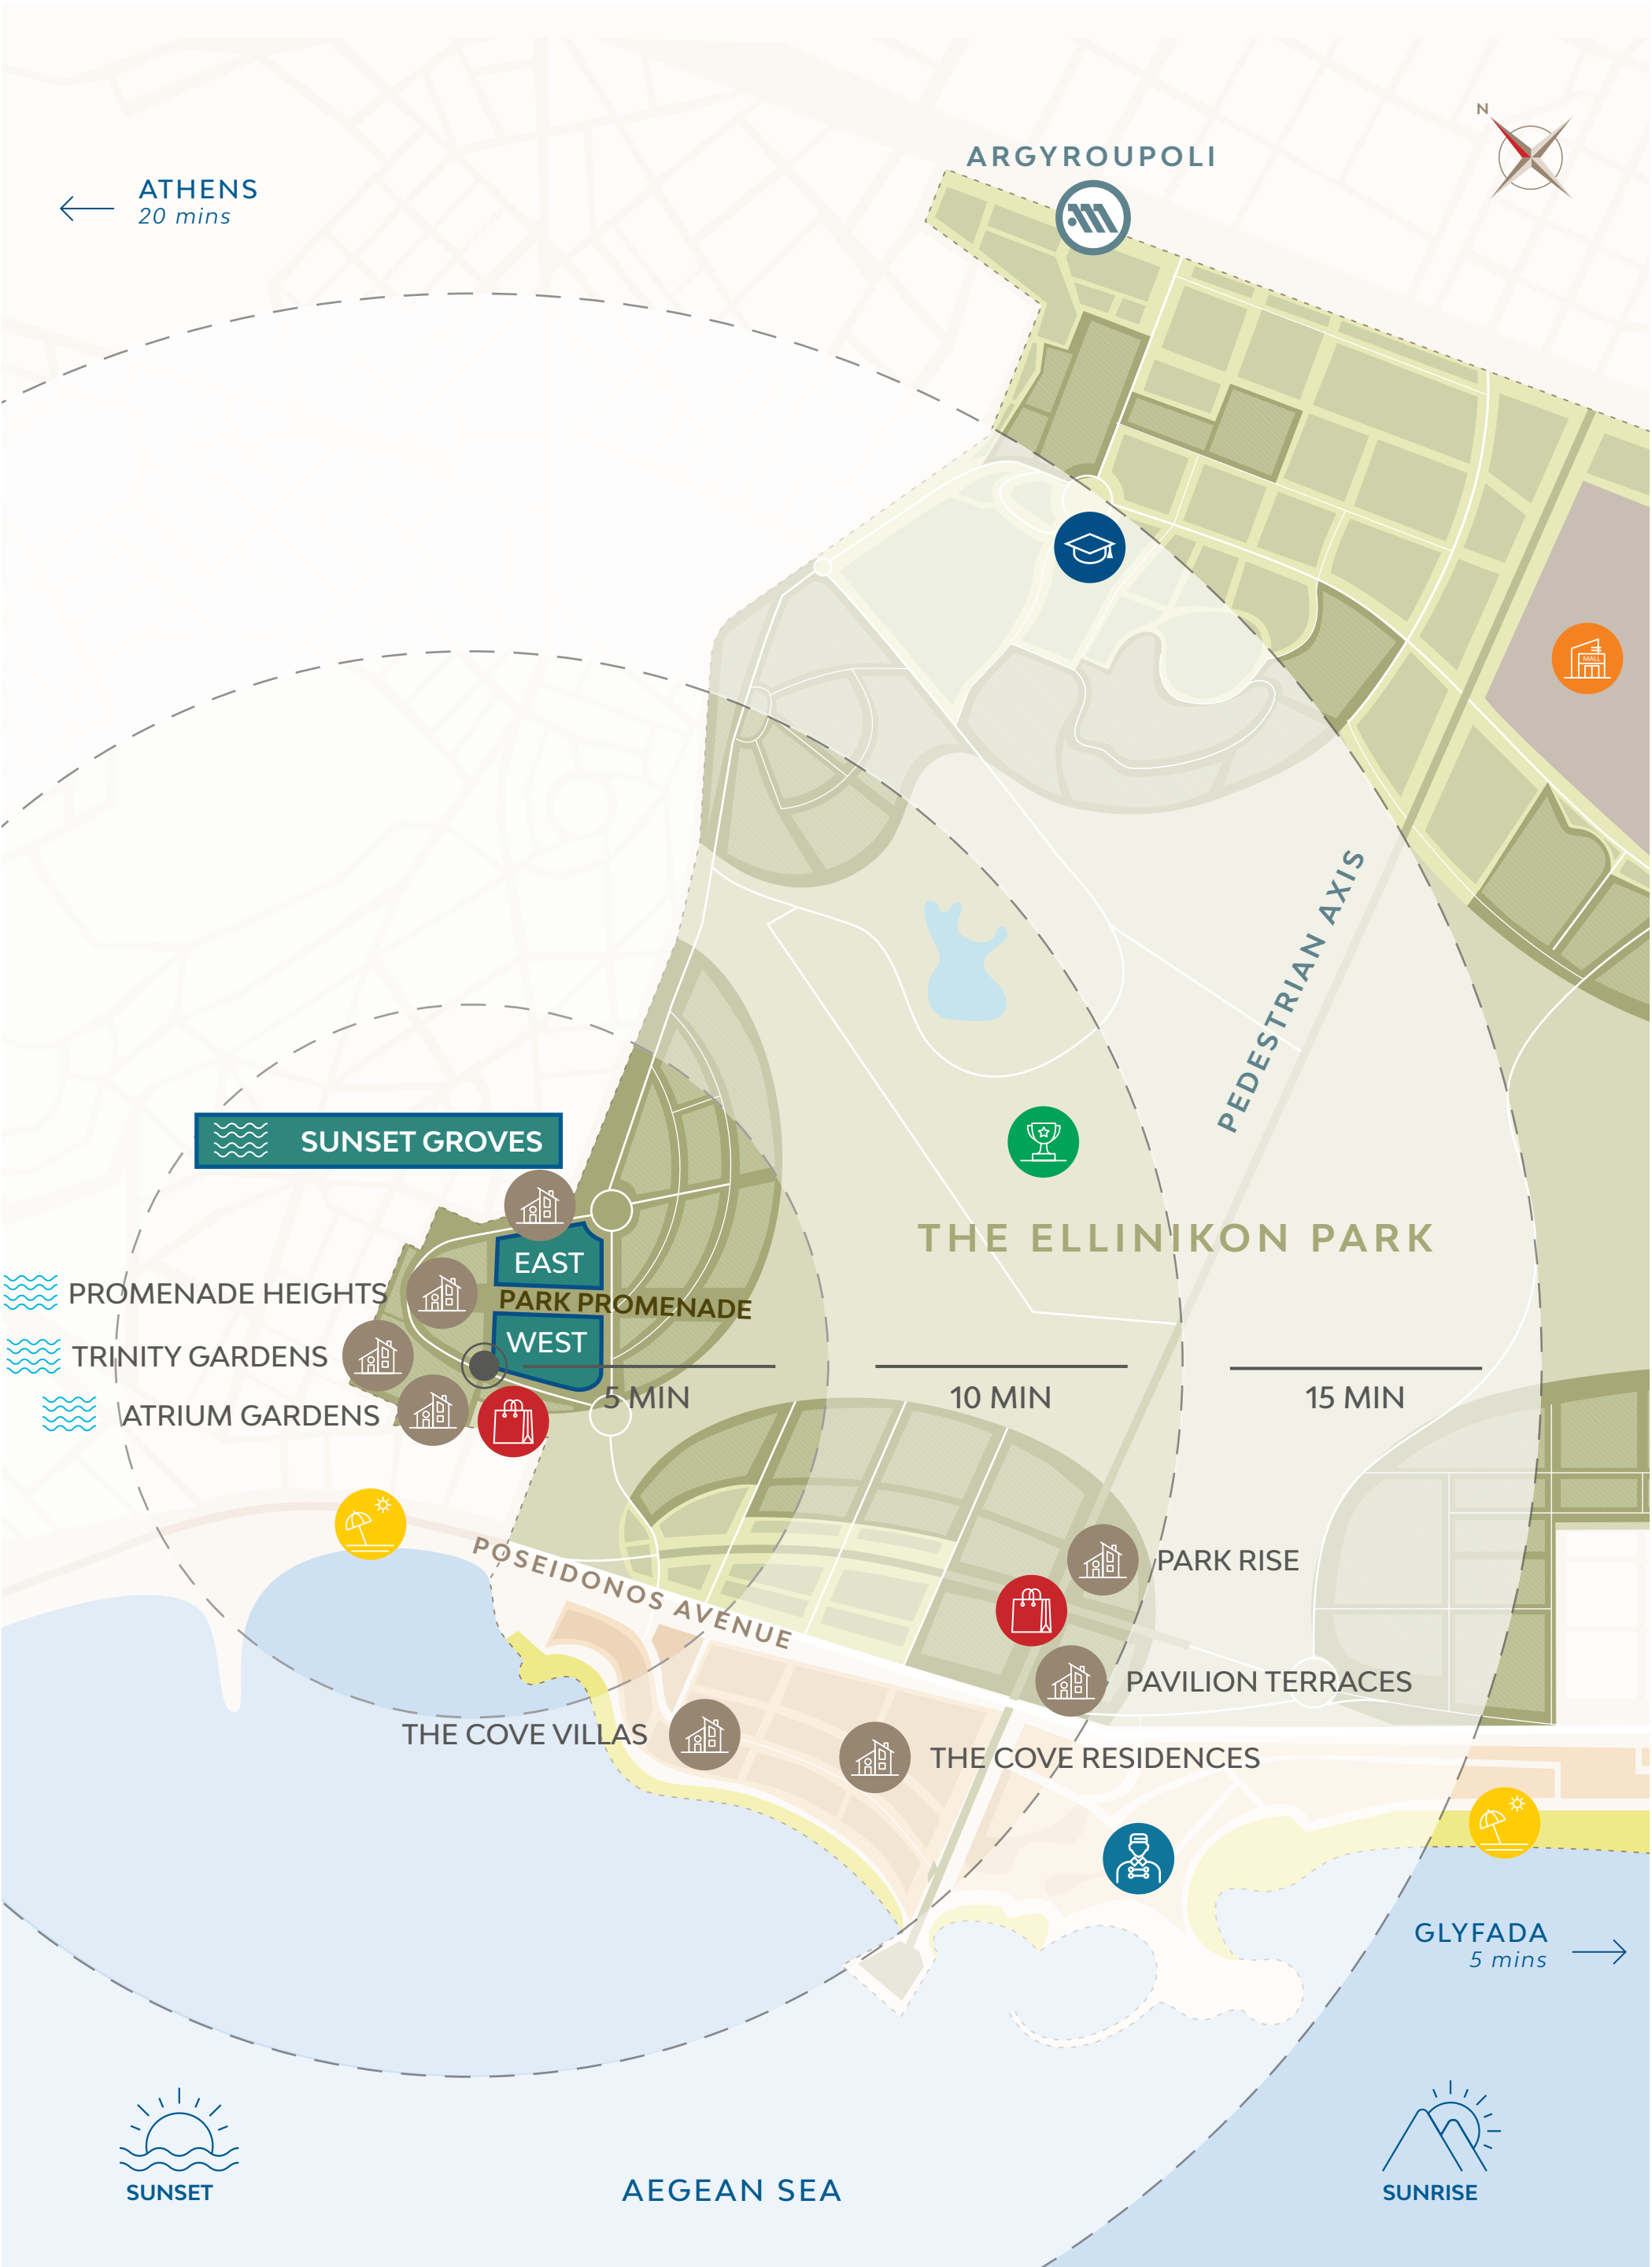 N
ARGYROUPOLI
ATHENS
20 mins
MALL
PEDESTRIAN AXIS
SUNSET GROVES
THE ELLINIKON PARK
EAST
PROMENADE HEIGHTS
PARK PROMENADE
WEST
TRINITY GARDENS
5 MIN
10 MIN
15 MIN
ATRIUM GARDENS
POSEIDONOS AVENUE
PARK RISE
PAVILION TERRACES
THE COVE VILLAS
THE COVE RESIDENCES
GLYFADA
5 mins
SUNSET
AEGEAN SEA
SUNRISE